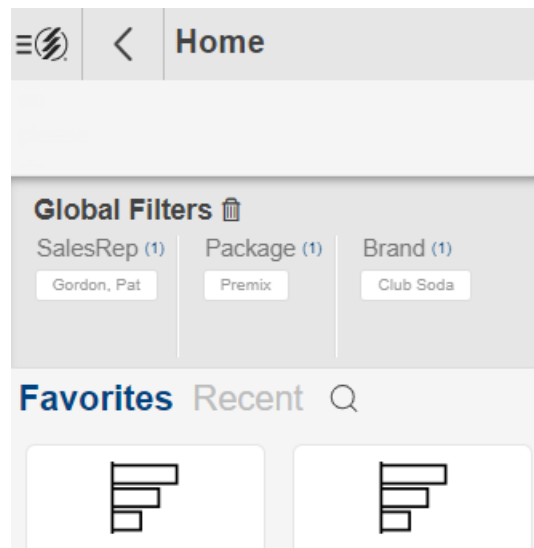 Home
Global Filters
SalesRep (1) Package (1) Brand (1)
Gordon, Pat Premix Club Soda
Favorites Recent